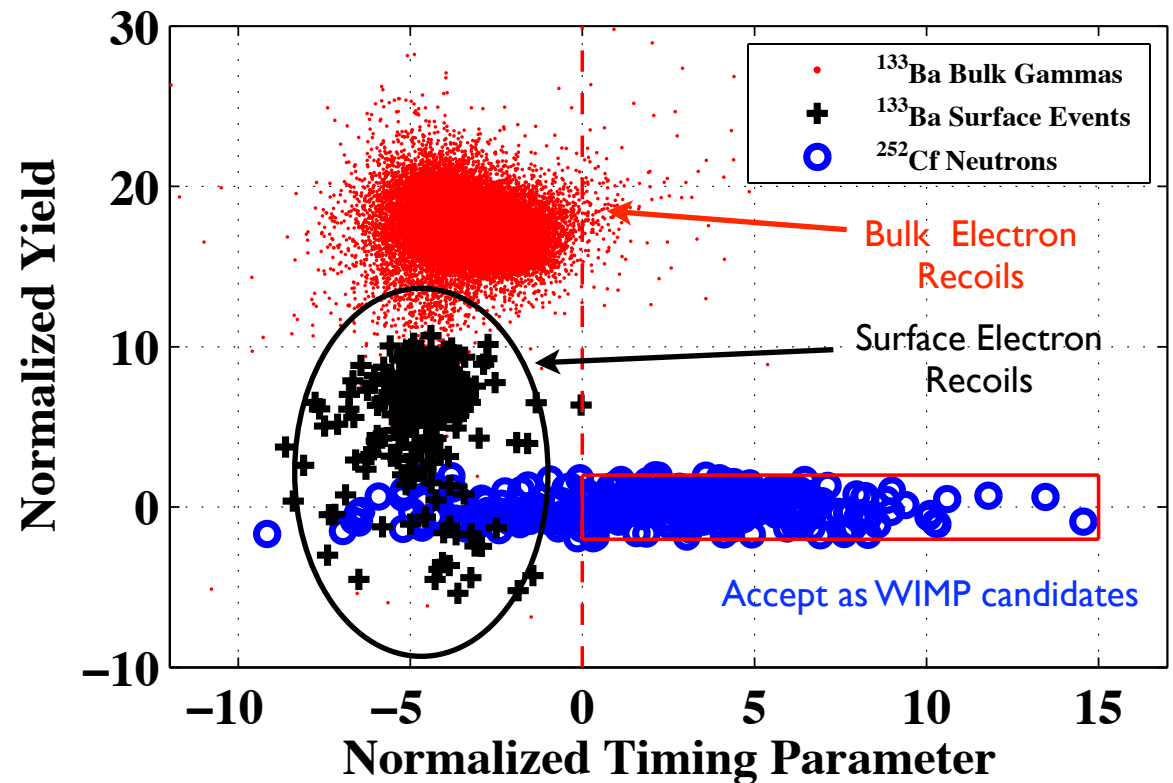 30
20
10
0
−10
Normalized Yield
−10
−5
0
5
10
15
Normalized Timing Parameter
¹³³Ba Bulk Gammas
¹³³Ba Surface Events
²⁵²Cf Neutrons
Bulk Electron
Recoils
Surface Electron
Recoils
Accept as WIMP candidates